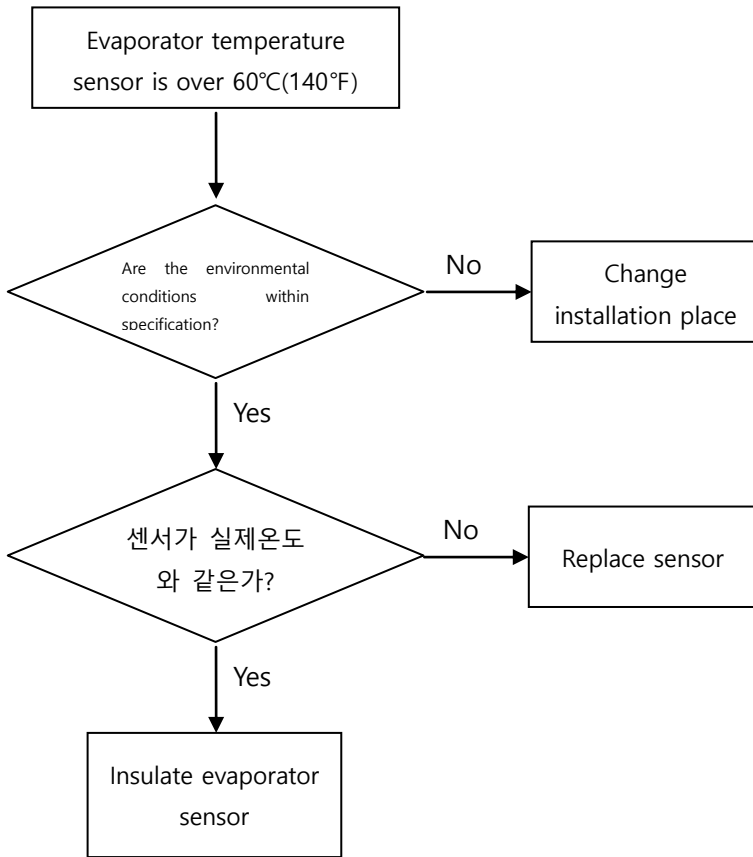 Evaporator temperature
sensor is over 60℃(140℉)
Are the environmental
conditions within
specification?
No
Change
installation place
Yes
센서가 실제온도
와 같은가?
No
Replace sensor
Yes
Insulate evaporator
sensor